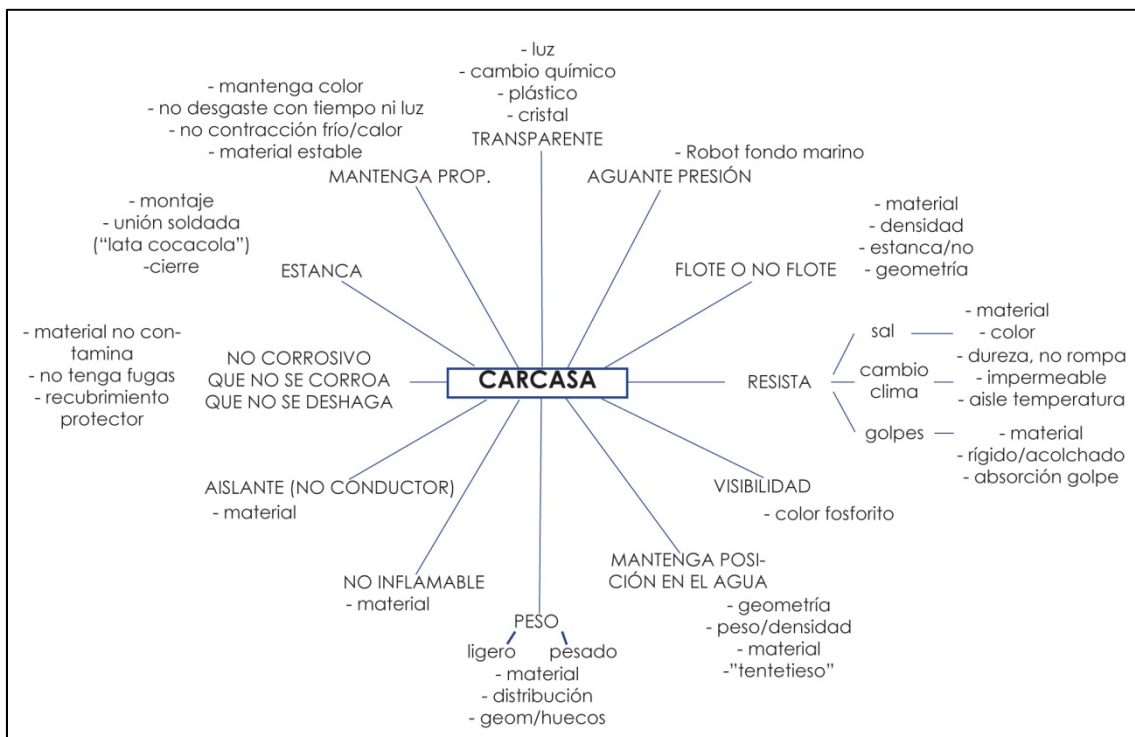 - luz
- cambio químico
- plástico
- cristal
TRANSPARENTE
- mantenga color
- no desgaste con tiempo ni luz
- no contracción frío/calor
- material estable
MANTENGA PROP.
- Robot fondo marino
AGUANTE PRESIÓN
- montaje
- unión soldada
("lata cocacola")
-cierre
ESTANCA
- material
- densidad
- estanca/no
- geometría
FLOTE O NO FLOTE
- material no con-
tamina
- no tenga fugas
- recubrimiento
protector
NO CORROSIVO
QUE NO SE CORROA
QUE NO SE DESHAGA
CARCASA
RESISTA
sal
- material
- color
cambio
clima
- dureza, no rompa
- impermeable
- aisle temperatura
golpes
- material
- rígido/acolchado
- absorción golpe
AISLANTE (NO CONDUCTOR)
- material
VISIBILIDAD
- color fosforito
NO INFLAMABLE
- material
MANTENGA POSI-
CIÓN EN EL AGUA
- geometría
- peso/densidad
- material
-"tentetieso"
PESO
ligero
pesado
- material
- distribución
- geom/huecos